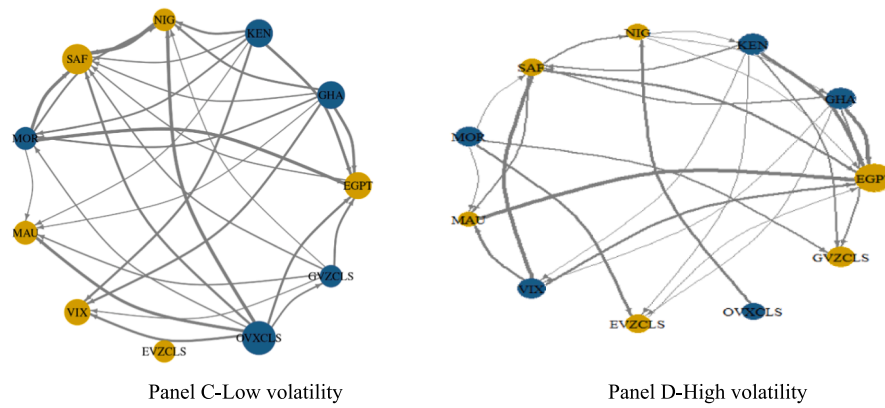 NIG
KEN
SAF
GHA
MOR
EGPT
MAU
GVZCLS
VIX
OVXCLS
EVZCLS
Panel C-Low volatility
NIG
KEN
SAF
GHA
MOR
EGP
MAU
GVZCLS
VIX
OVXCLS
EVZCLS
Panel D-High volatility